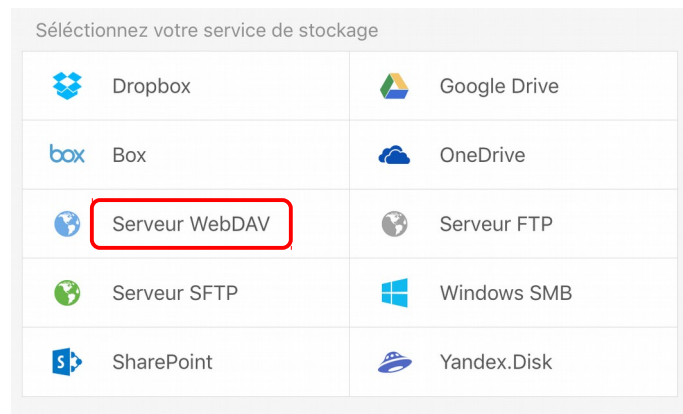 Séléctionnez votre service de stockage
Dropbox
Google Drive
box Box
OneDrive
Serveur WebDAV
Serveur FTP
Serveur SFTP
Windows SMB
S SharePoint
Yandex.Disk